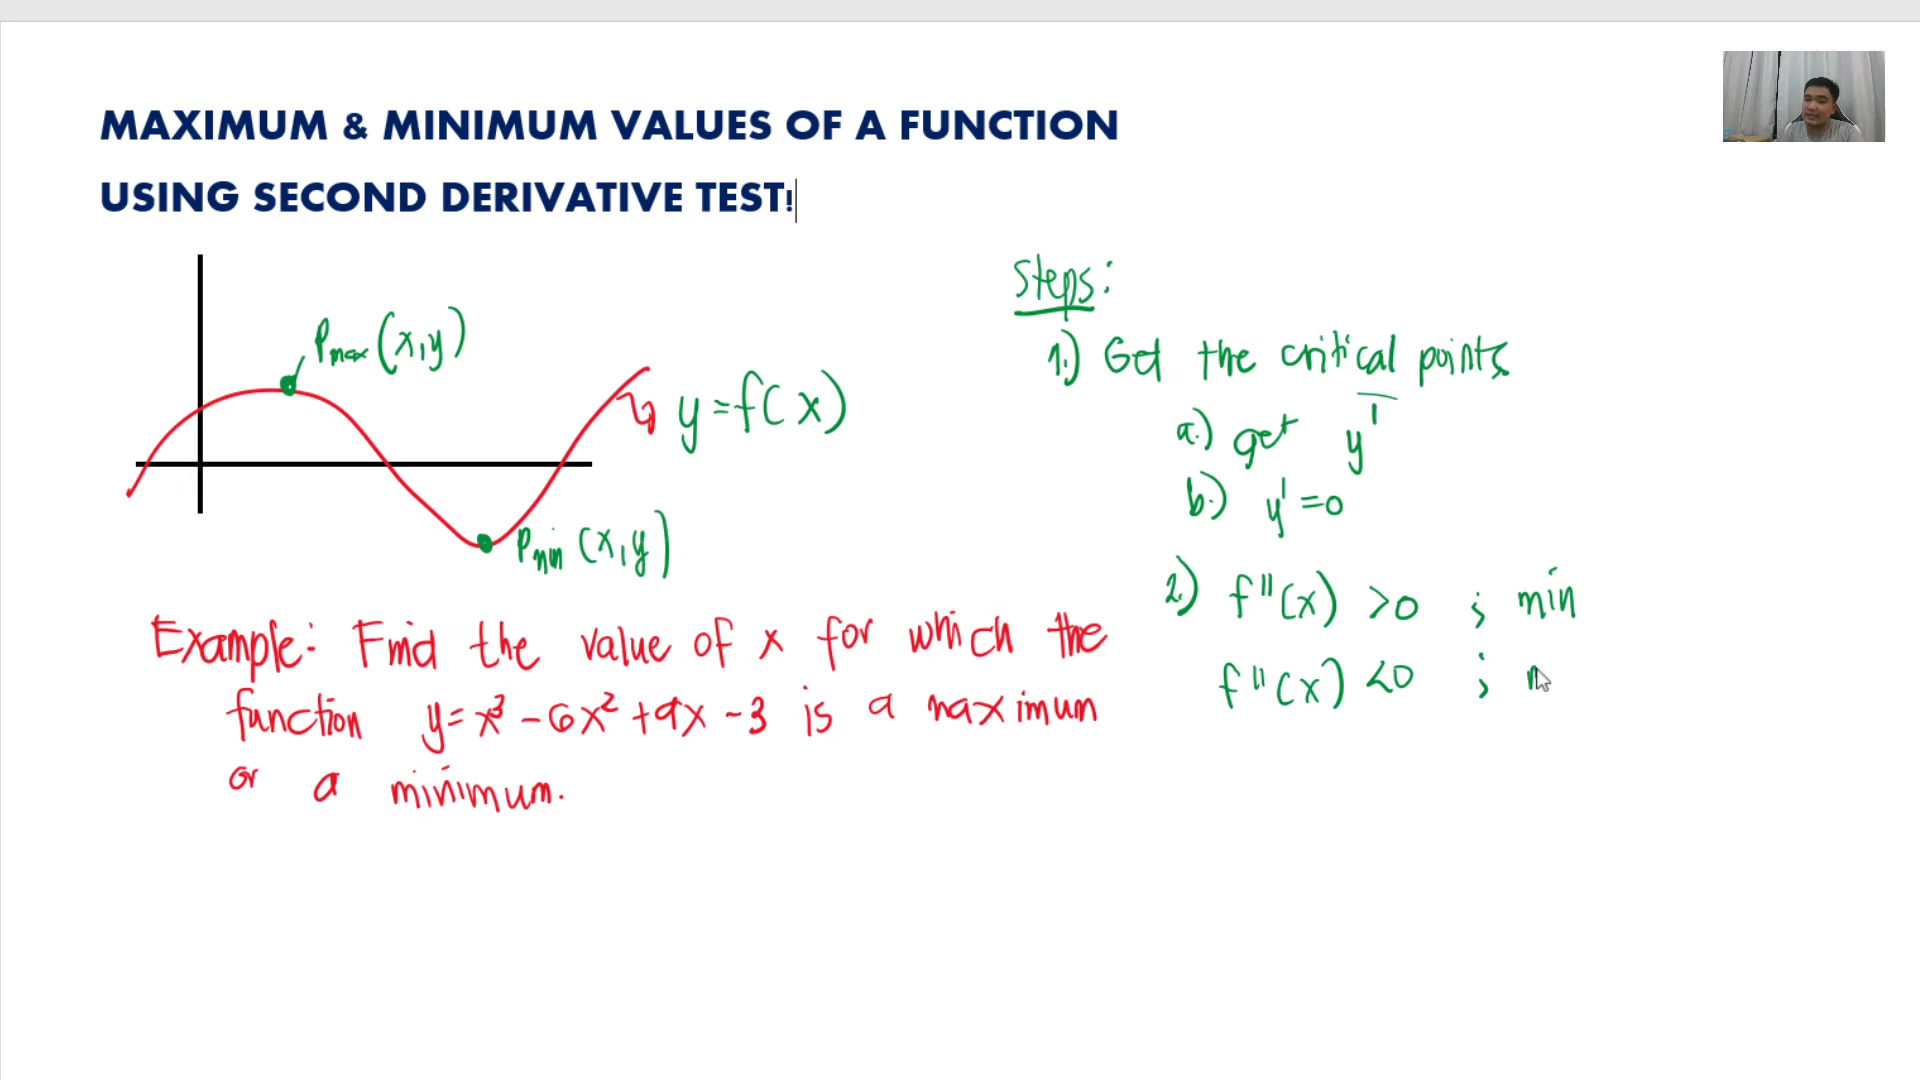 MAXIMUM & MINIMUM VALUES OF A FUNCTION
USING SECOND DERIVATIVE TEST!
Pmax (x,y)
y=f(x)
Pmin (x,y)
Example: Find the value of x for which the
function y=x³-6x²+9x-3 is a maximum
or a minimum.
Steps:
1.) Get the critical points
a.) get y'
b.) y'=0
2.) f"(x) >0 ; min
f"(x) <0 ;